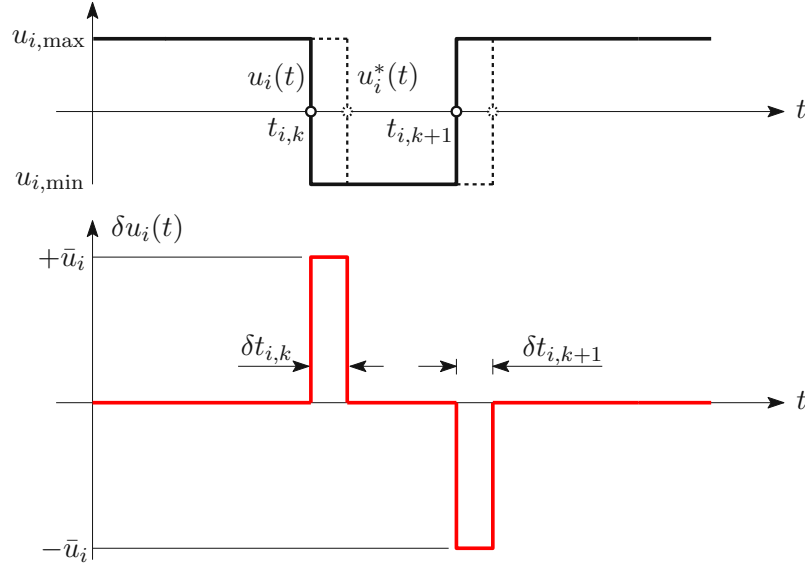 u_{i,max}
u_i(t) u_i^*(t)
t_{i,k} t_{i,k+1} t
u_{i,min}
δu_i(t)
+ū_i
δt_{i,k} δt_{i,k+1}
t
−ū_i